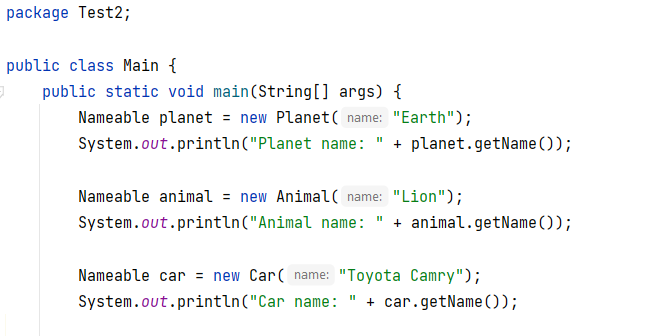 package Test2;
public class Main {
public static void main(String[] args) {
Nameable planet = new Planet( name: "Earth");
System.out.println("Planet name: " + planet.getName());
Nameable animal = new Animal( name: "Lion");
System.out.println("Animal name: " + animal.getName());
Nameable car = new Car( name: "Toyota Camry");
System.out.println("Car name: " + car.getName());